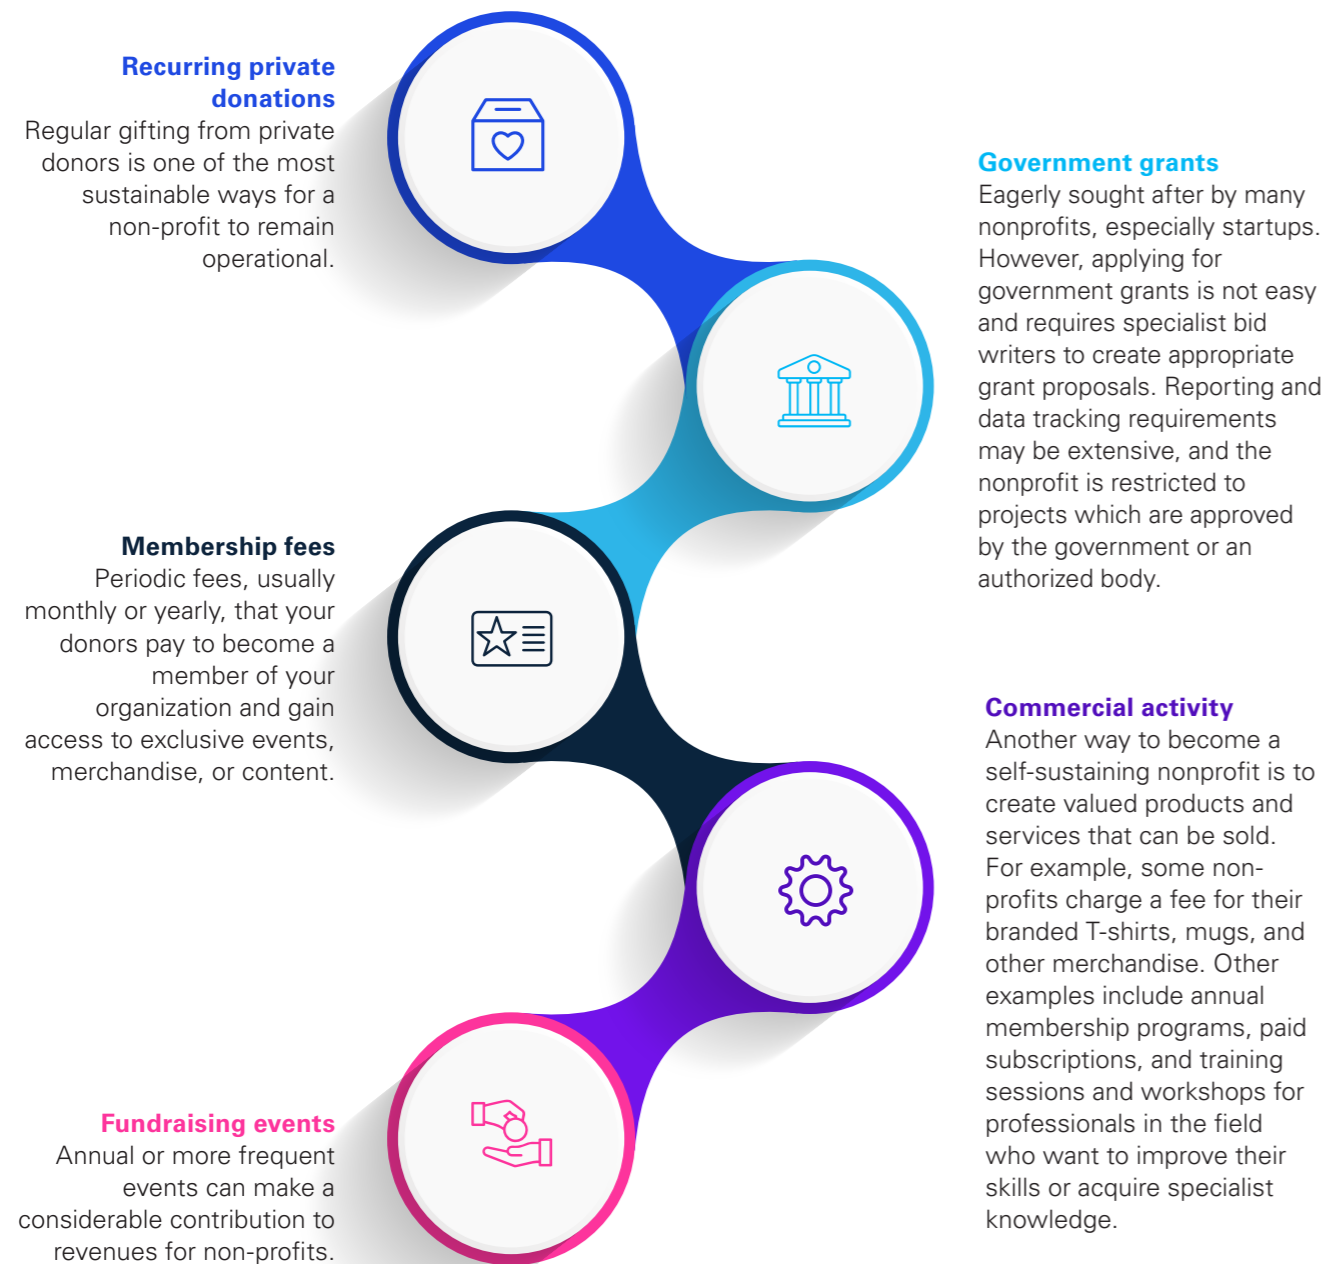 Recurring private
donations
Regular gifting from private
donors is one of the most
sustainable ways for a
non-profit to remain
operational.
Government grants
Eagerly sought after by many
nonprofits, especially startups.
However, applying for
government grants is not easy
and requires specialist bid
writers to create appropriate
grant proposals. Reporting and
data tracking requirements
may be extensive, and the
nonprofit is restricted to
projects which are approved
by the government or an
authorized body.
Membership fees
Periodic fees, usually
monthly or yearly, that your
donors pay to become a
member of your
organization and gain
access to exclusive events,
merchandise, or content.
Commercial activity
Another way to become a
self-sustaining nonprofit is to
create valued products and
services that can be sold.
For example, some non-
profits charge a fee for their
branded T-shirts, mugs, and
other merchandise. Other
examples include annual
membership programs, paid
subscriptions, and training
sessions and workshops for
professionals in the field
who want to improve their
skills or acquire specialist
knowledge.
Fundraising events
Annual or more frequent
events can make a
considerable contribution to
revenues for non-profits.